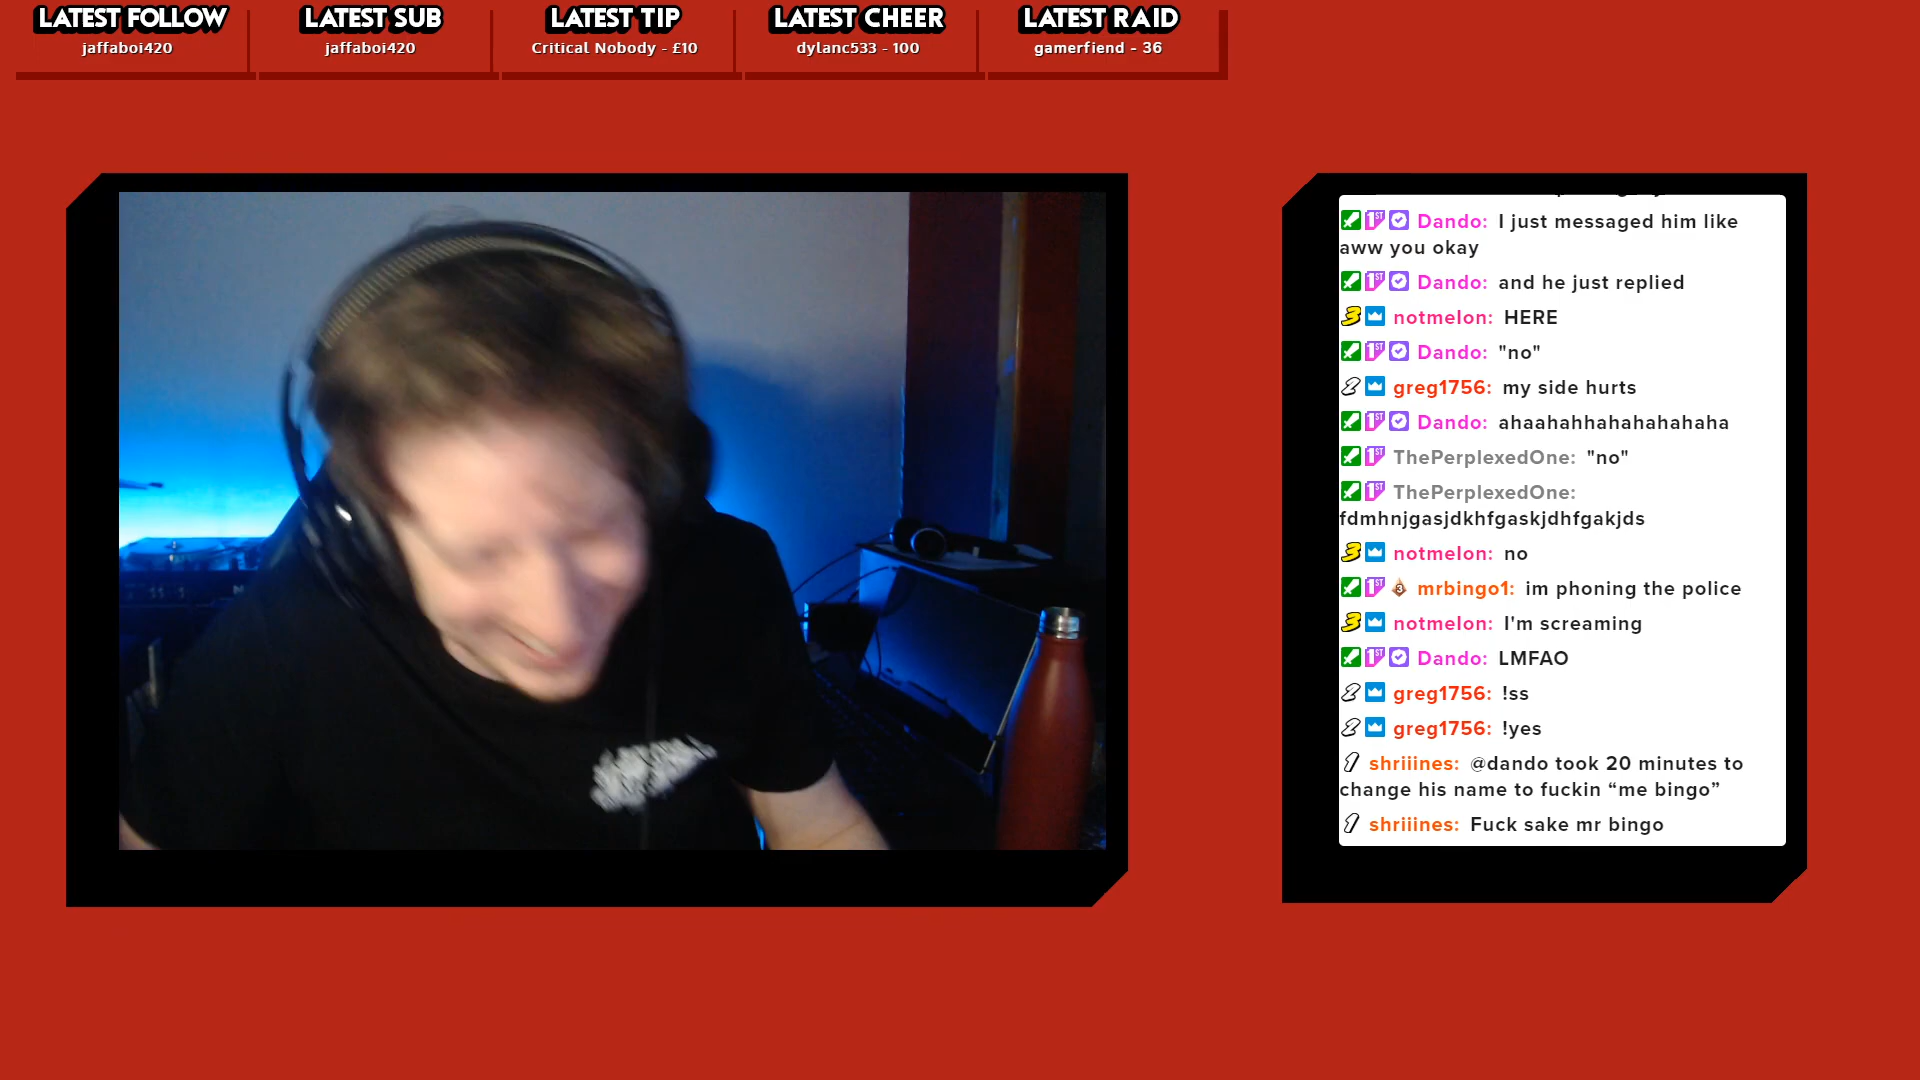 LATEST FOLLOW
jaffaboi420
LATEST SUB
jaffaboi420
LATEST TIP
Critical Nobody - £10
LATEST CHEER
dylanc533 - 100
LATEST RAID
gamerfiend - 36
Dando: I just messaged him like
aww you okay
Dando: and he just replied
notmelon: HERE
Dando: "no"
greg1756: my side hurts
Dando: ahaahahhahahahahaha
ThePerplexedOne: "no"
ThePerplexedOne:
fdmhnjgasjdkhfgaskjdhfgakjds
notmelon: no
mrbingo1: im phoning the police
notmelon: I'm screaming
Dando: LMFAO
greg1756: !ss
greg1756: !yes
shriiines: @dando took 20 minutes to
change his name to fuckin “me bingo”
shriiines: Fuck sake mr bingo